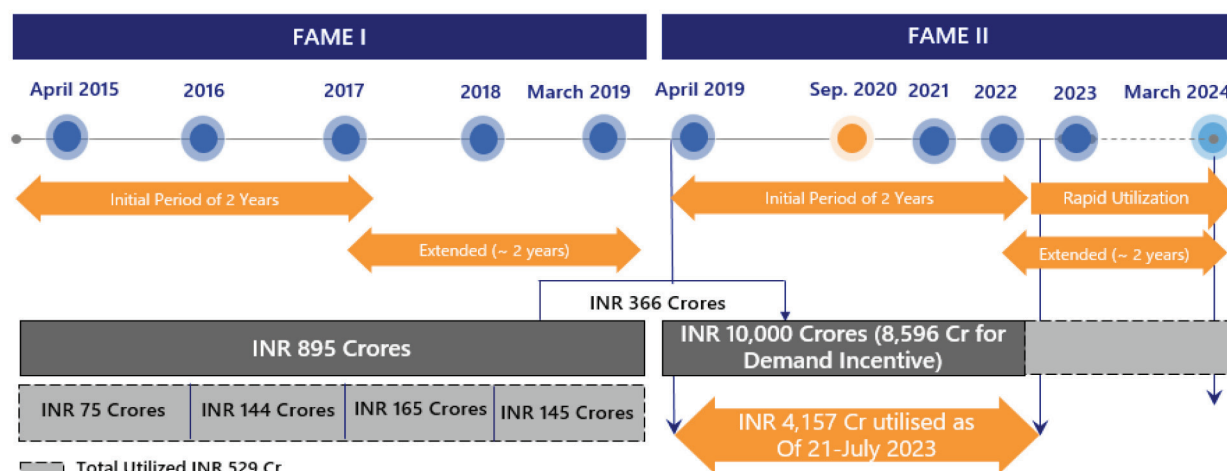 FAME I
FAME II
April 2015
2016
2017
2018
March 2019
April 2019
Sep. 2020
2021
2022
2023
March 2024
Initial Period of 2 Years
Initial Period of 2 Years
Rapid Utilization
Extended (~ 2 years)
Extended (~ 2 years)
INR 366 Crores
INR 895 Crores
INR 10,000 Crores (8,596 Cr for
Demand Incentive)
INR 75 Crores
INR 144 Crores
INR 165 Crores
INR 145 Crores
INR 4,157 Cr utilised as
Of 21-July 2023
Total Utilized INR 529 Cr